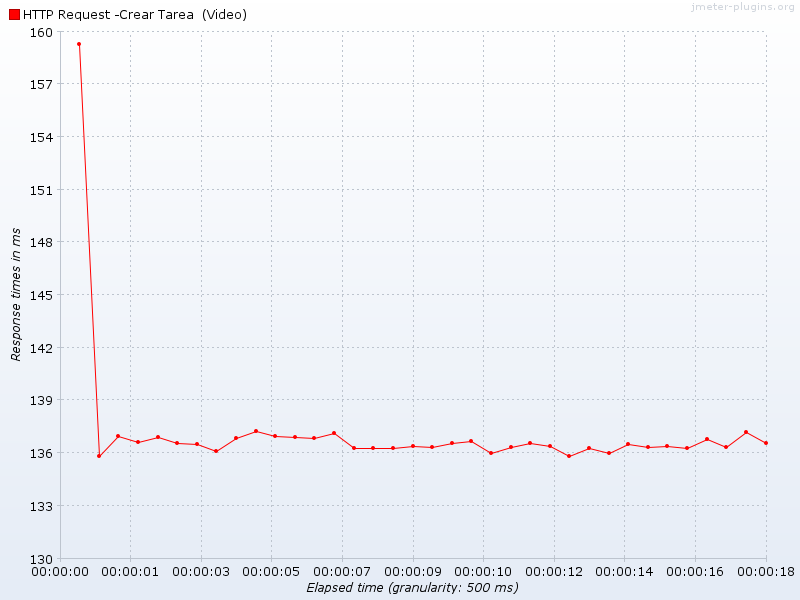 jmeter-plugins.org
HTTP Request -Crear Tarea  (Video)
160
157
154
151
148
145
142
139
136
133
130
Response times in ms
00:00:00 00:00:01 00:00:03 00:00:05 00:00:07 00:00:09 00:00:10 00:00:12 00:00:14 00:00:16 00:00:18
Elapsed time (granularity: 500 ms)